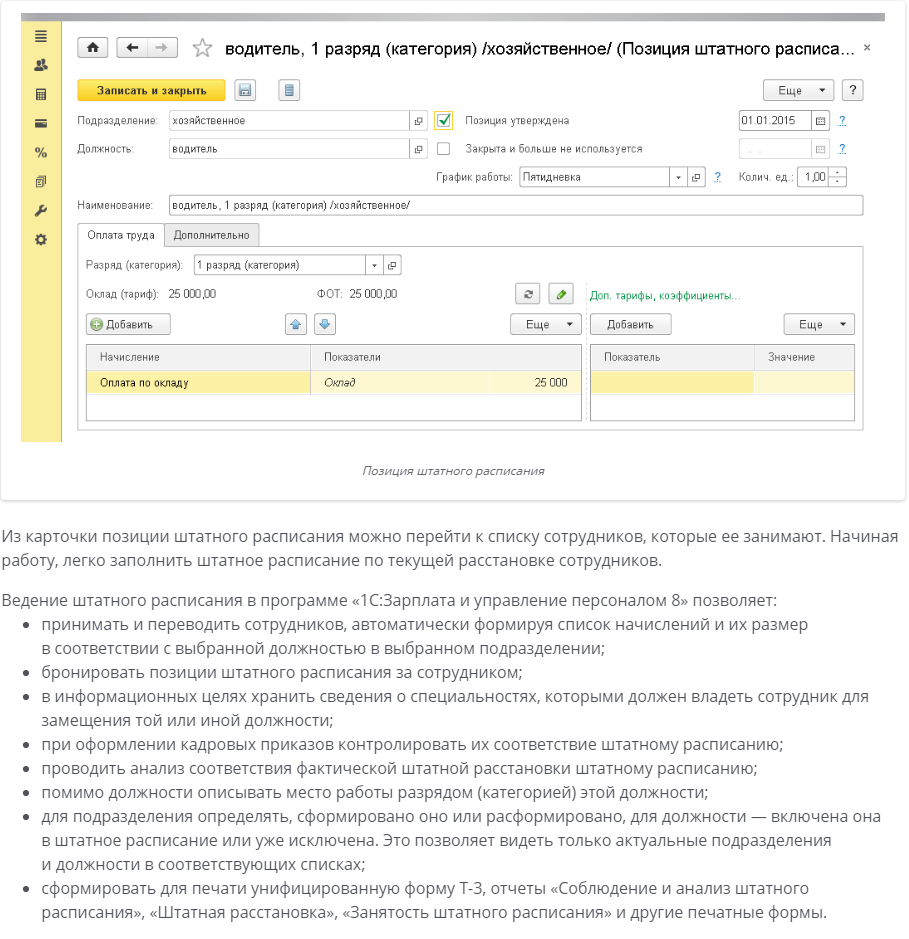 водитель, 1 разряд (категория) /хозяйственное/ (Позиция штатного расписа... ×
Записать и закрыть Еще ?
Подразделение: хозяйственное Позиция утверждена 01.01.2015 ?
Должность: водитель Закрыта и больше не используется . . ?
График работы: Пятидневка ? Колич. ед.: 1,00
Наименование: водитель, 1 разряд (категория) /хозяйственное/
Оплата труда Дополнительно
Разряд (категория): 1 разряд (категория)
Оклад (тариф): 25 000,00 ФОТ: 25 000,00 Доп. тарифы, коэффициенты...
Добавить Еще Добавить Еще
Начисление Показатели Показатель Значение
Оплата по окладу Оклад 25 000
Позиция штатного расписания
Из карточки позиции штатного расписания можно перейти к списку сотрудников, которые ее занимают. Начиная
работу, легко заполнить штатное расписание по текущей расстановке сотрудников.
Ведение штатного расписания в программе «1С:Зарплата и управление персоналом 8» позволяет:
• принимать и переводить сотрудников, автоматически формируя список начислений и их размер
в соответствии с выбранной должностью в выбранном подразделении;
• бронировать позиции штатного расписания за сотрудником;
• в информационных целях хранить сведения о специальностях, которыми должен владеть сотрудник для
замещения той или иной должности;
• при оформлении кадровых приказов контролировать их соответствие штатному расписанию;
• проводить анализ соответствия фактической штатной расстановки штатному расписанию;
• помимо должности описывать место работы разрядом (категорией) этой должности;
• для подразделения определять, сформировано оно или расформировано, для должности — включена она
в штатное расписание или уже исключена. Это позволяет видеть только актуальные подразделения
и должности в соответствующих списках;
• сформировать для печати унифицированную форму Т-3, отчеты «Соблюдение и анализ штатного
расписания», «Штатная расстановка», «Занятость штатного расписания» и другие печатные формы.